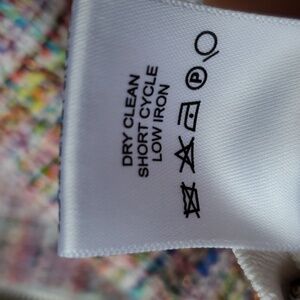 DRY CLEAN
SHORT CYCLE
LOW IRON
P